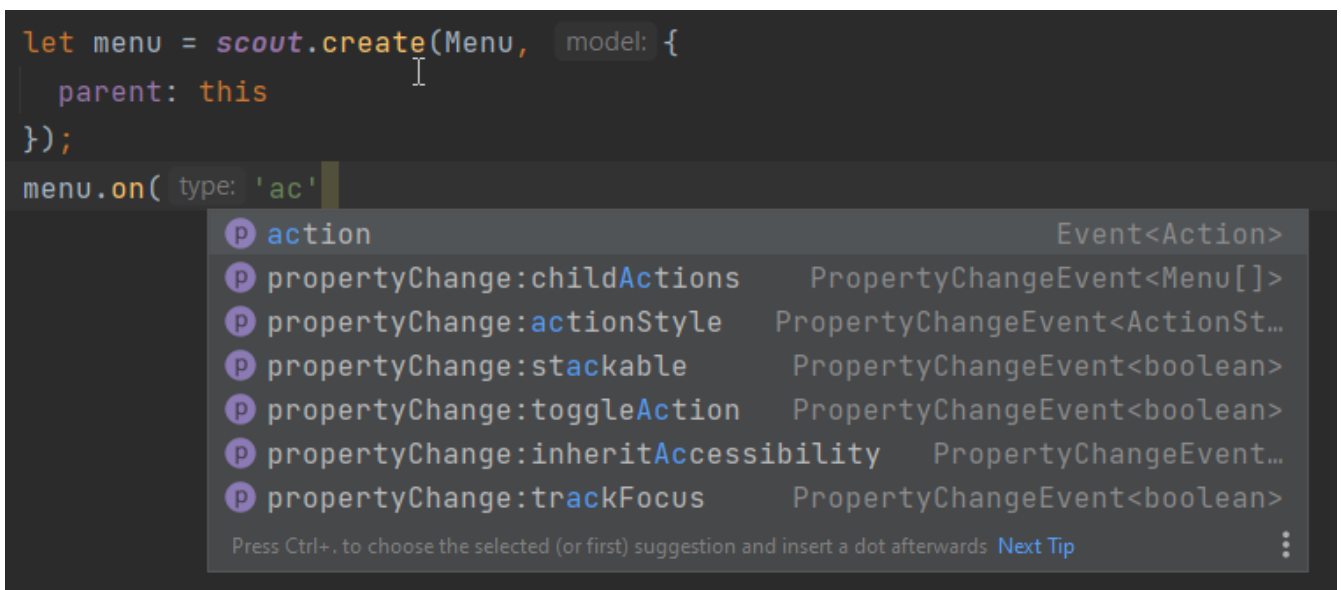 let menu = scout.create(Menu, model: {
parent: this
});
menu.on( type: 'ac'
p action Event<Action>
p propertyChange:childActions PropertyChangeEvent<Menu[]>
p propertyChange:actionStyle PropertyChangeEvent<ActionSt…
p propertyChange:stackable PropertyChangeEvent<boolean>
p propertyChange:toggleAction PropertyChangeEvent<boolean>
p propertyChange:inheritAccessibility PropertyChangeEvent…
p propertyChange:trackFocus PropertyChangeEvent<boolean>
Press Ctrl+. to choose the selected (or first) suggestion and insert a dot afterwards Next Tip